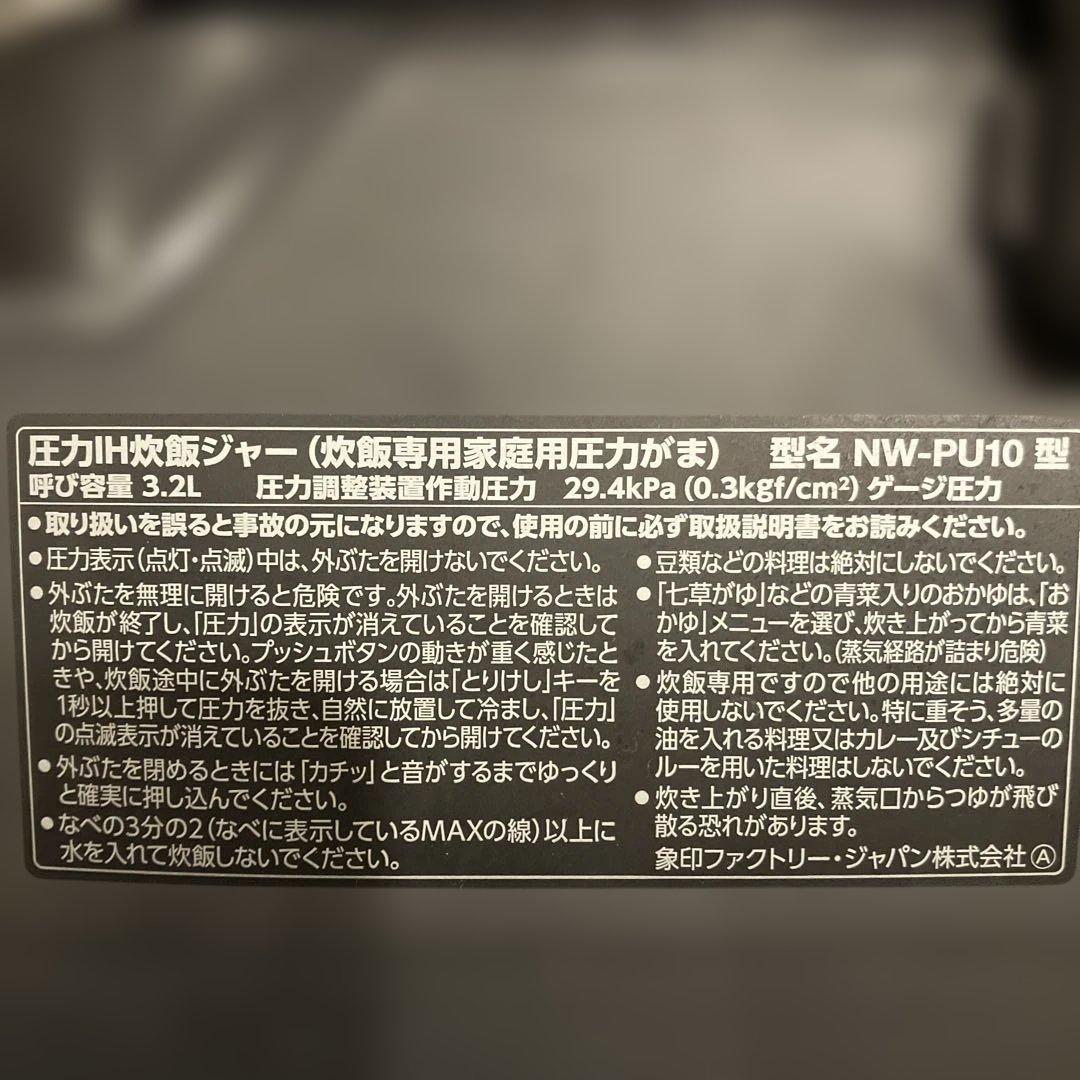 圧力IH炊飯ジャー（炊飯専用家庭用圧力がま） 型名 NW-PU10 型
呼び容量 3.2L 圧力調整装置作動圧力 29.4kPa (0.3kgf/cm²) ゲージ圧力
●取り扱いを誤ると事故の元になりますので、使用の前に必ず取扱説明書をお読みください。
●圧力表示（点灯・点滅）中は、外ぶたを開けないでください。
●外ぶたを無理に開けると危険です。外ぶたを開けるときは
炊飯が終了し、「圧力」の表示が消えていることを確認して
から開けてください。プッシュボタンの動きが重く感じたと
きや、炊飯途中に外ぶたを開ける場合は「とりけし」キーを
1秒以上押して圧力を抜き、自然に放置して冷まし、「圧力」
の点滅表示が消えていることを確認してから開けてください。
●外ぶたを閉めるときには「カチッ」と音がするまでゆっくり
と確実に押し込んでください。
●なべの3分の2（なべに表示しているMAXの線）以上に
水を入れて炊飯しないでください。
●豆類などの料理は絶対にしないでください。
●「七草がゆ」などの青菜入りのおかゆは、「お
かゆ」メニューを選び、炊き上がってから青菜
を入れてください。（蒸気経路が詰まり危険）
●炊飯専用ですので他の用途には絶対に
使用しないでください。特に重そう、多量の
油を入れる料理又はカレー及びシチューの
ルーを用いた料理はしないでください。
●炊き上がり直後、蒸気口からつゆが飛び
散る恐れがあります。
象印ファクトリー・ジャパン株式会社 Ⓐ